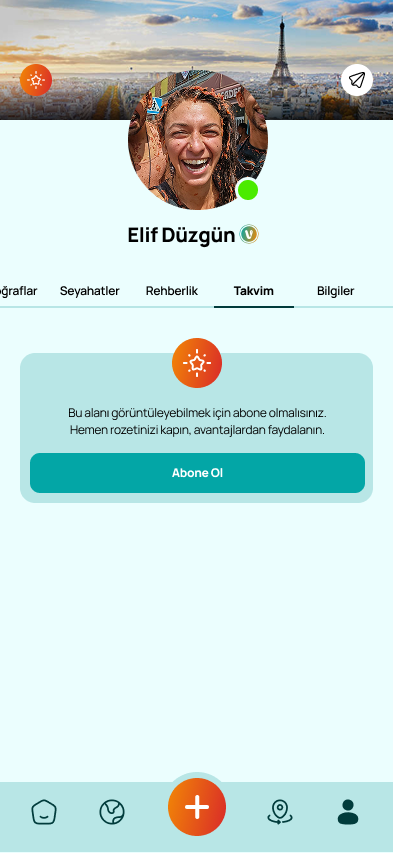 Elif Düzgün
ğraflar Seyahatler Rehberlik Takvim Bilgiler
Bu alanı görüntüleyebilmek için abone olmalısınız.
Hemen rozetinizi kapın, avantajlardan faydalanın.
Abone Ol